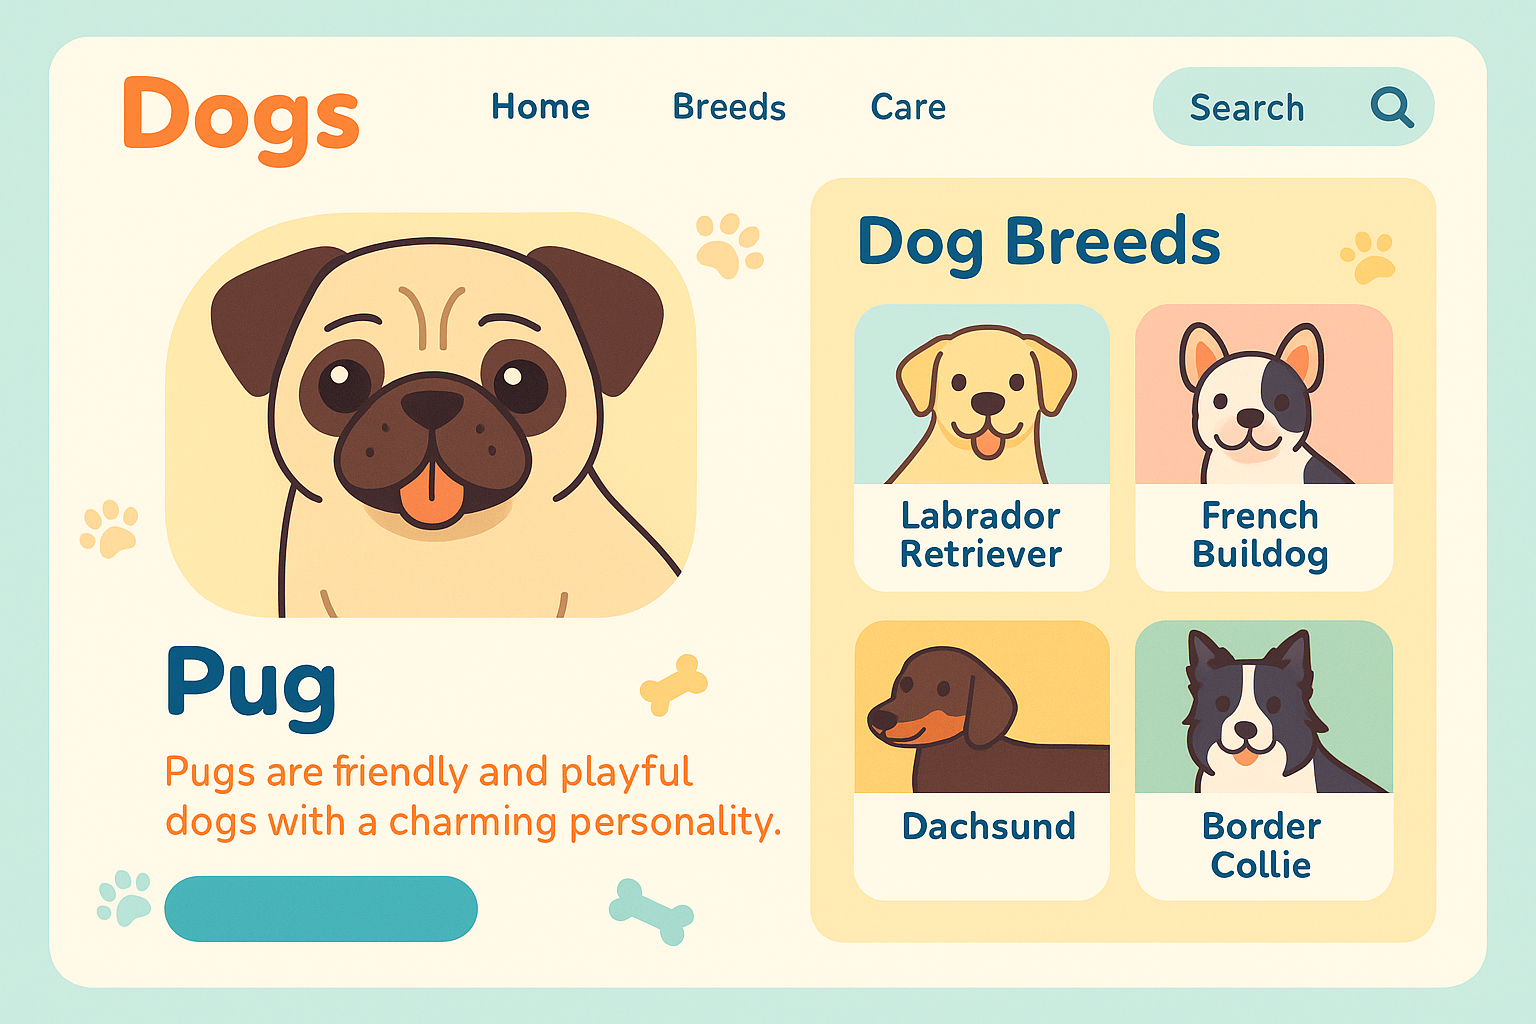 Dogs
Home
Breeds
Care
Search
Pug
Pugs are friendly and playful
dogs with a charming personality.
Dog Breeds
Labrador
Retriever
French
Buildog
Dachsund
Border
Collie